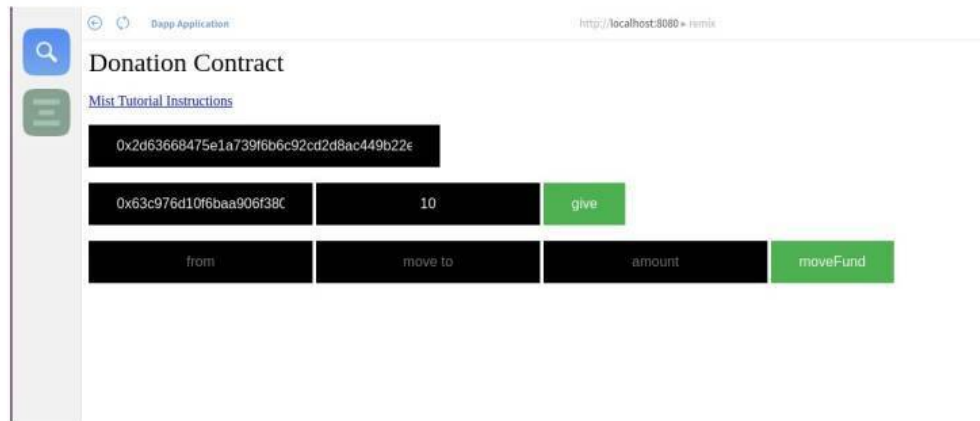 Dapp Application http://localhost:8080 ▸ remix
Donation Contract
Mist Tutorial Instructions
0x2d63668475e1a739f6b6c92cd2d8ac449b22e
0x63c976d10f6baa906f380 10 give
from move to amount moveFund